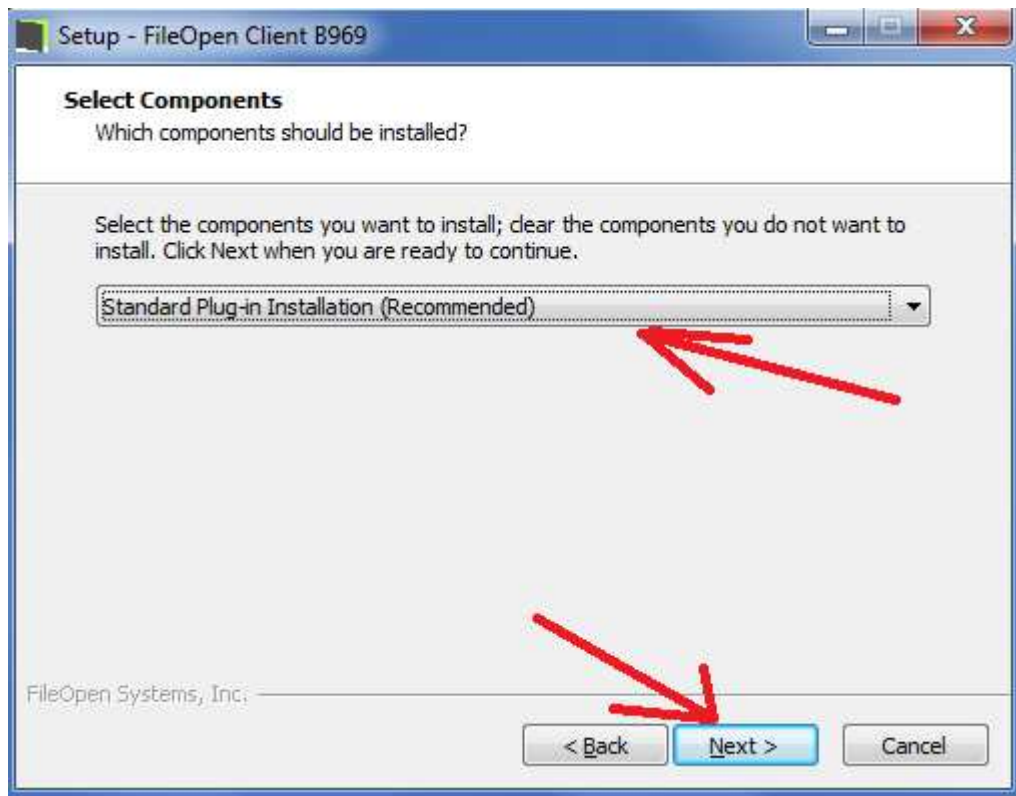 Setup - FileOpen Client B969
Select Components
Which components should be installed?
Select the components you want to install; clear the components you do not want to
install. Click Next when you are ready to continue.
Standard Plug-in Installation (Recommended)
FileOpen Systems, Inc.
< Back
Next >
Cancel